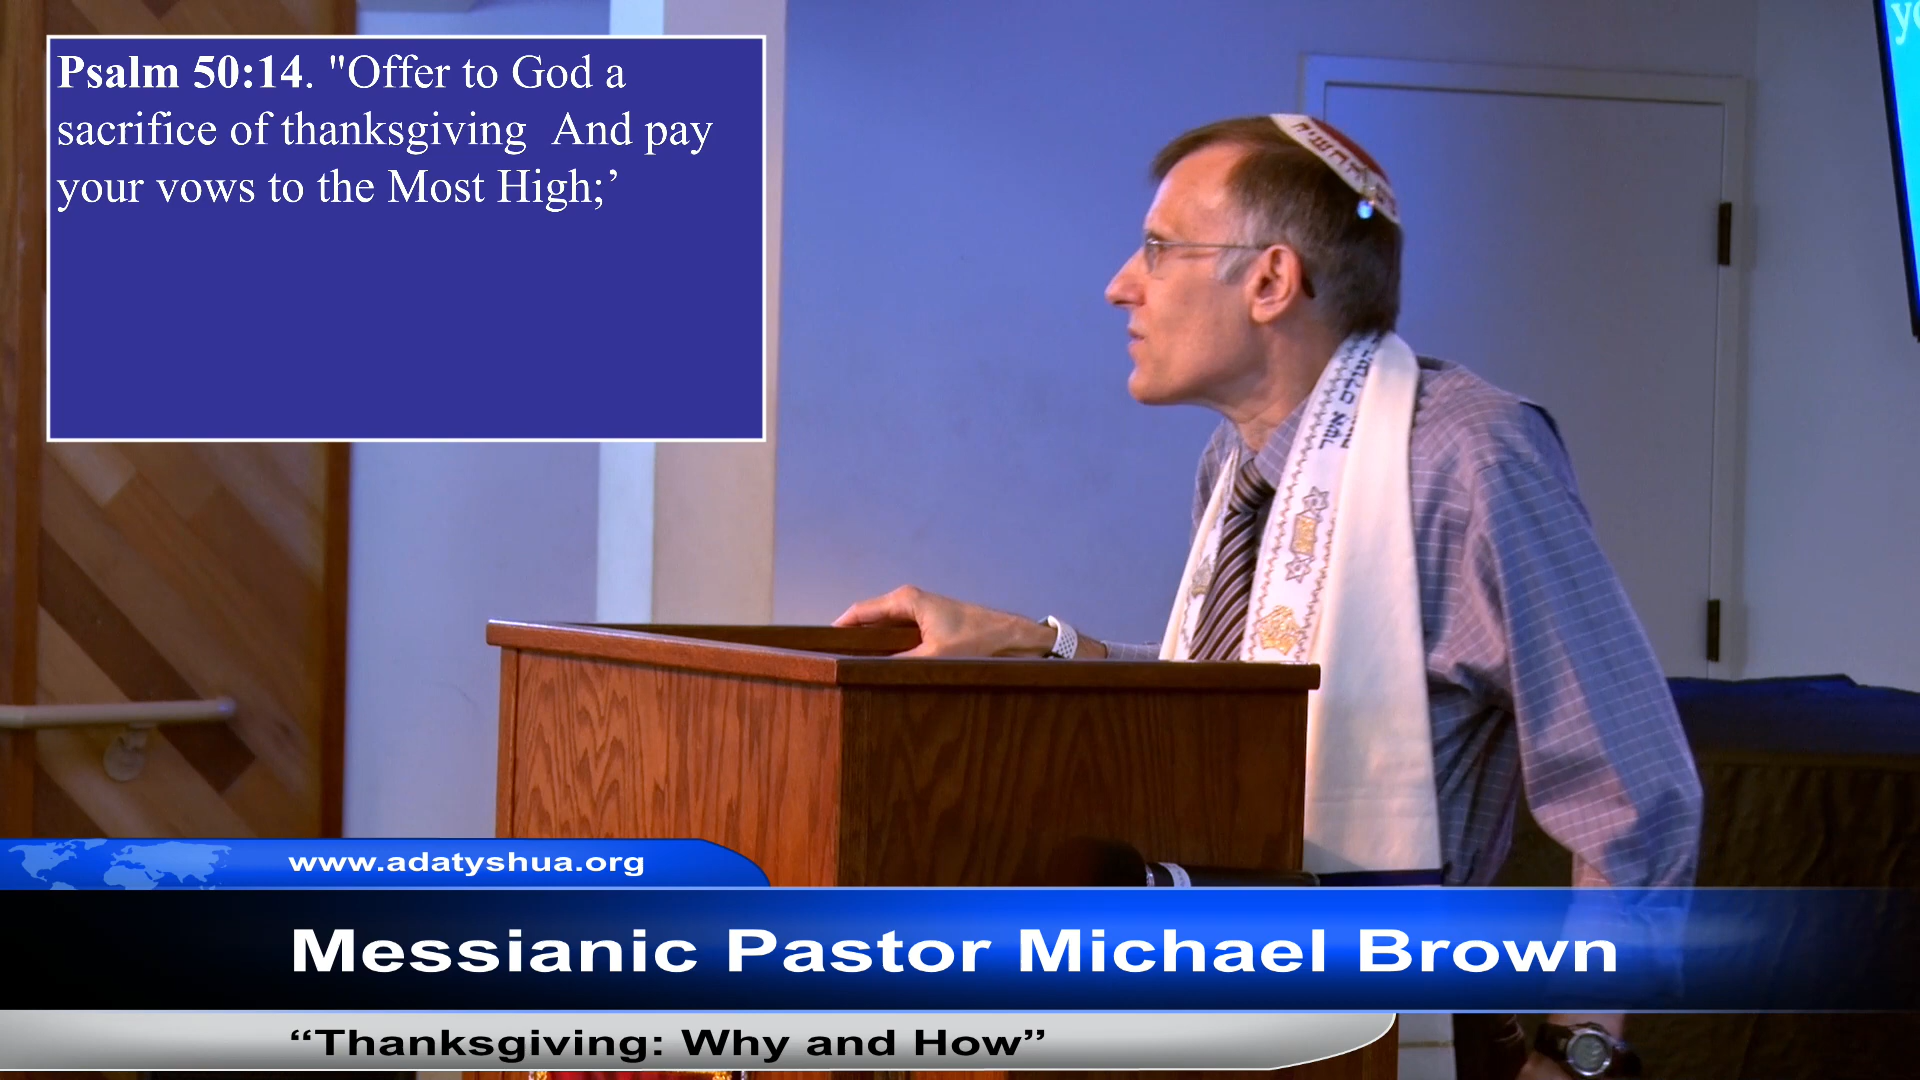 Psalm 50:14. "Offer to God a
sacrifice of thanksgiving  And pay
your vows to the Most High;’
www.adatyshua.org
Messianic Pastor Michael Brown
“Thanksgiving: Why and How”